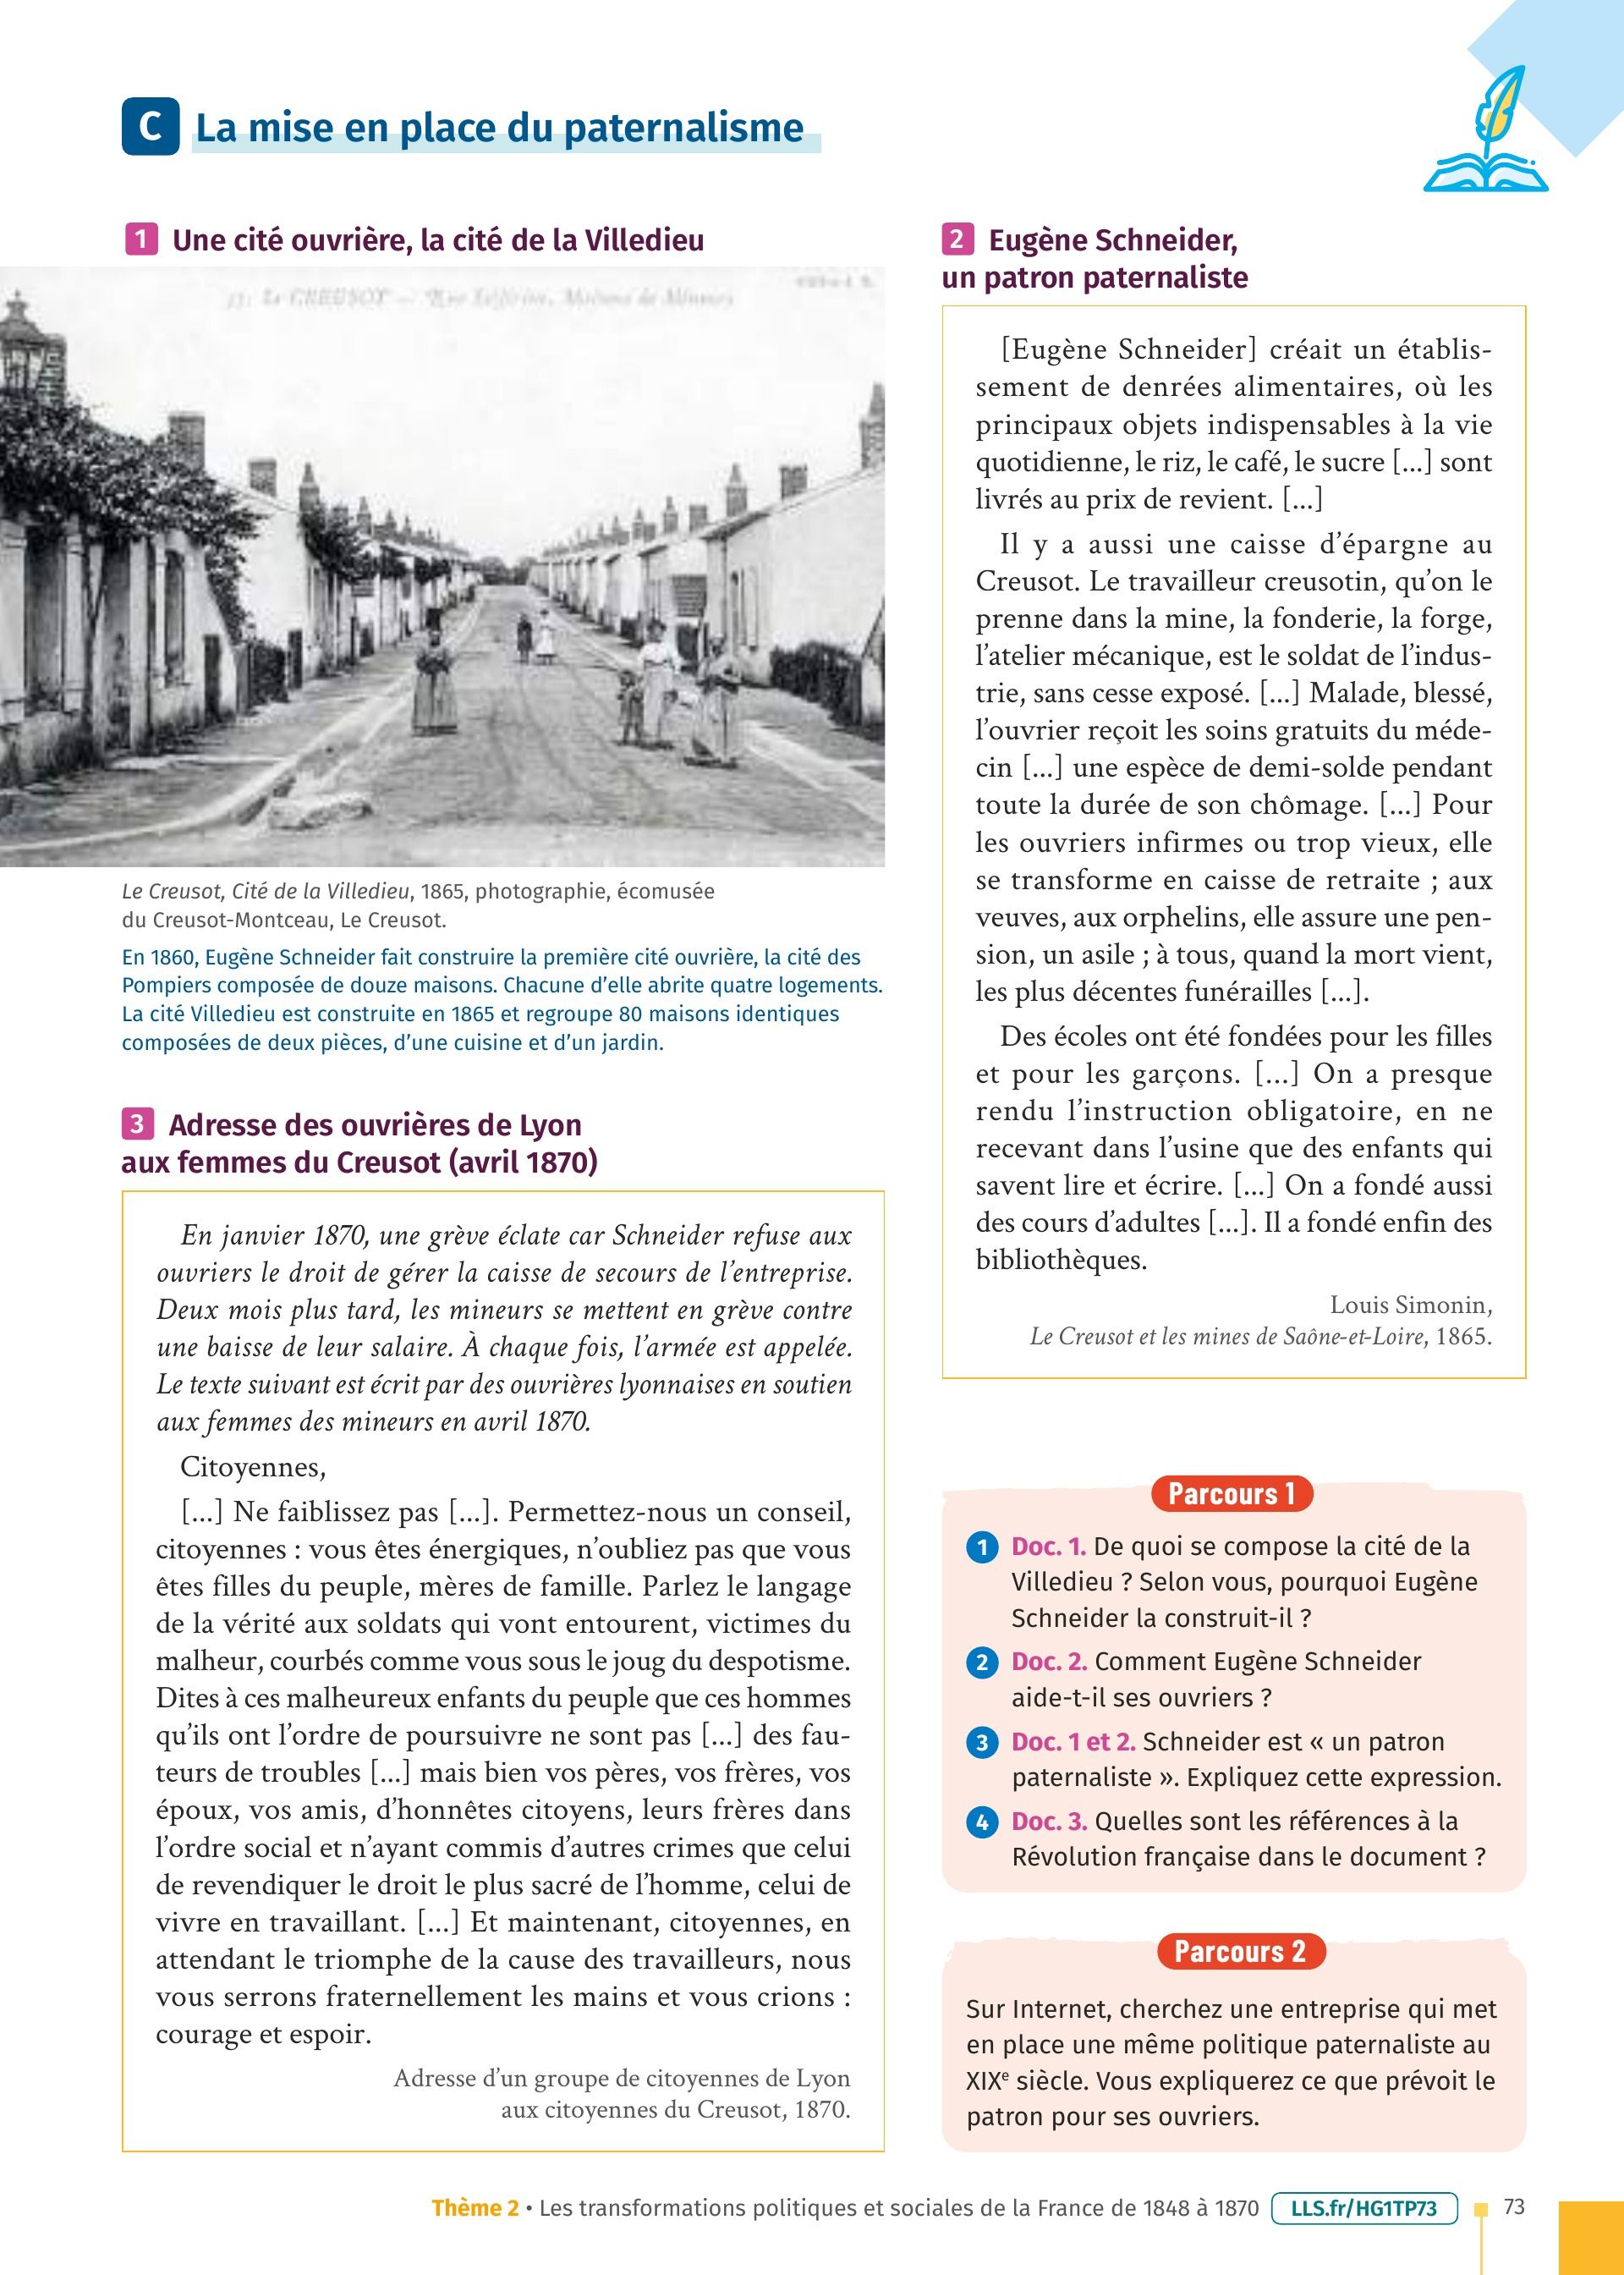 C La mise en place du paternalisme
1 Une cité ouvrière, la cité de la Villedieu
Le Creusot, Cité de la Villedieu, 1865, photographie, écomusée
du Creusot-Montceau, Le Creusot.
En 1860, Eugène Schneider fait construire la première cité ouvrière, la cité des
Pompiers composée de douze maisons. Chacune d’elle abrite quatre logements.
La cité Villedieu est construite en 1865 et regroupe 80 maisons identiques
composées de deux pièces, d’une cuisine et d’un jardin.
3 Adresse des ouvrières de Lyon
aux femmes du Creusot (avril 1870)
En janvier 1870, une grève éclate car Schneider refuse aux
ouvriers le droit de gérer la caisse de secours de l’entreprise.
Deux mois plus tard, les mineurs se mettent en grève contre
une baisse de leur salaire. À chaque fois, l’armée est appelée.
Le texte suivant est écrit par des ouvrières lyonnaises en soutien
aux femmes des mineurs en avril 1870.
Citoyennes,
[...] Ne faiblissez pas [...]. Permettez-nous un conseil,
citoyennes : vous êtes énergiques, n’oubliez pas que vous
êtes filles du peuple, mères de famille. Parlez le langage
de la vérité aux soldats qui vont entourent, victimes du
malheur, courbés comme vous sous le joug du despotisme.
Dites à ces malheureux enfants du peuple que ces hommes
qu’ils ont l’ordre de poursuivre ne sont pas [...] des fau-
teurs de troubles [...] mais bien vos pères, vos frères, vos
époux, vos amis, d’honnêtes citoyens, leurs frères dans
l’ordre social et n’ayant commis d’autres crimes que celui
de revendiquer le droit le plus sacré de l’homme, celui de
vivre en travaillant. [...] Et maintenant, citoyennes, en
attendant le triomphe de la cause des travailleurs, nous
vous serrons fraternellement les mains et vous crions :
courage et espoir.
Adresse d’un groupe de citoyennes de Lyon
aux citoyennes du Creusot, 1870.
2 Eugène Schneider,
un patron paternaliste
[Eugène Schneider] créait un établis-
sement de denrées alimentaires, où les
principaux objets indispensables à la vie
quotidienne, le riz, le café, le sucre [...] sont
livrés au prix de revient. [...]
Il y a aussi une caisse d’épargne au
Creusot. Le travailleur creusotin, qu’on le
prenne dans la mine, la fonderie, la forge,
l’atelier mécanique, est le soldat de l’indus-
trie, sans cesse exposé. [...] Malade, blessé,
l’ouvrier reçoit les soins gratuits du méde-
cin [...] une espèce de demi-solde pendant
toute la durée de son chômage. [...] Pour
les ouvriers infirmes ou trop vieux, elle
se transforme en caisse de retraite ; aux
veuves, aux orphelins, elle assure une pen-
sion, un asile ; à tous, quand la mort vient,
les plus décentes funérailles [...].
Des écoles ont été fondées pour les filles
et pour les garçons. [...] On a presque
rendu l’instruction obligatoire, en ne
recevant dans l’usine que des enfants qui
savent lire et écrire. [...] On a fondé aussi
des cours d’adultes [...]. Il a fondé enfin des
bibliothèques.
Louis Simonin,
Le Creusot et les mines de Saône-et-Loire, 1865.
Parcours 1
1 Doc. 1. De quoi se compose la cité de la
Villedieu ? Selon vous, pourquoi Eugène
Schneider la construit-il ?
2 Doc. 2. Comment Eugène Schneider
aide-t-il ses ouvriers ?
3 Doc. 1 et 2. Schneider est « un patron
paternaliste ». Expliquez cette expression.
4 Doc. 3. Quelles sont les références à la
Révolution française dans le document ?
Parcours 2
Sur Internet, cherchez une entreprise qui met
en place une même politique paternaliste au
XIXe siècle. Vous expliquerez ce que prévoit le
patron pour ses ouvriers.
Thème 2 • Les transformations politiques et sociales de la France de 1848 à 1870 LLS.fr/HG1TP73 73